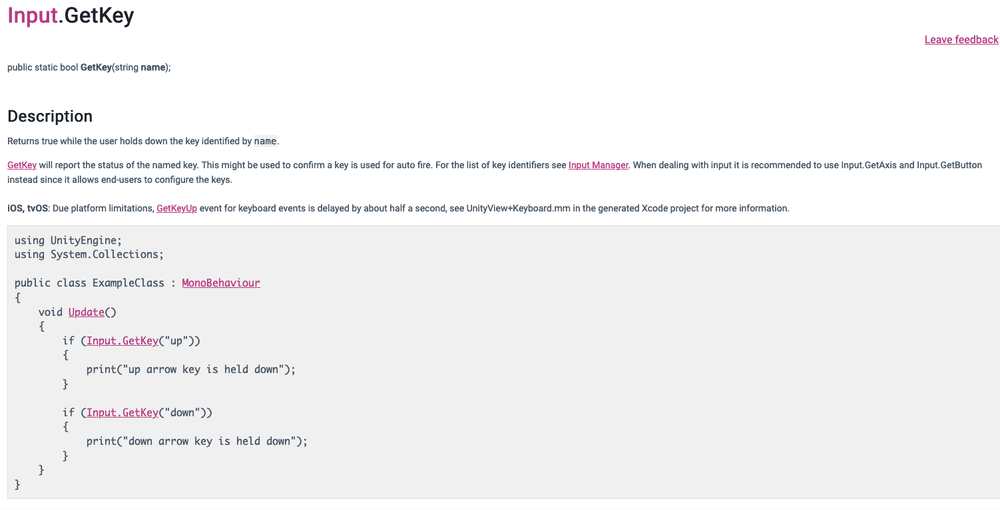 Input.GetKey
Leave feedback
public static bool GetKey(string name);
Description
Returns true while the user holds down the key identified by name.
GetKey will report the status of the named key. This might be used to confirm a key is used for auto fire. For the list of key identifiers see Input Manager. When dealing with input it is recommended to use Input.GetAxis and Input.GetButton
instead since it allows end-users to configure the keys.
iOS, tvOS: Due platform limitations, GetKeyUp event for keyboard events is delayed by about half a second, see UnityView+Keyboard.mm in the generated Xcode project for more information.
using UnityEngine;
using System.Collections;
public class ExampleClass : MonoBehaviour
{
    void Update()
    {
        if (Input.GetKey("up"))
        {
            print("up arrow key is held down");
        }
        if (Input.GetKey("down"))
        {
            print("down arrow key is held down");
        }
    }
}